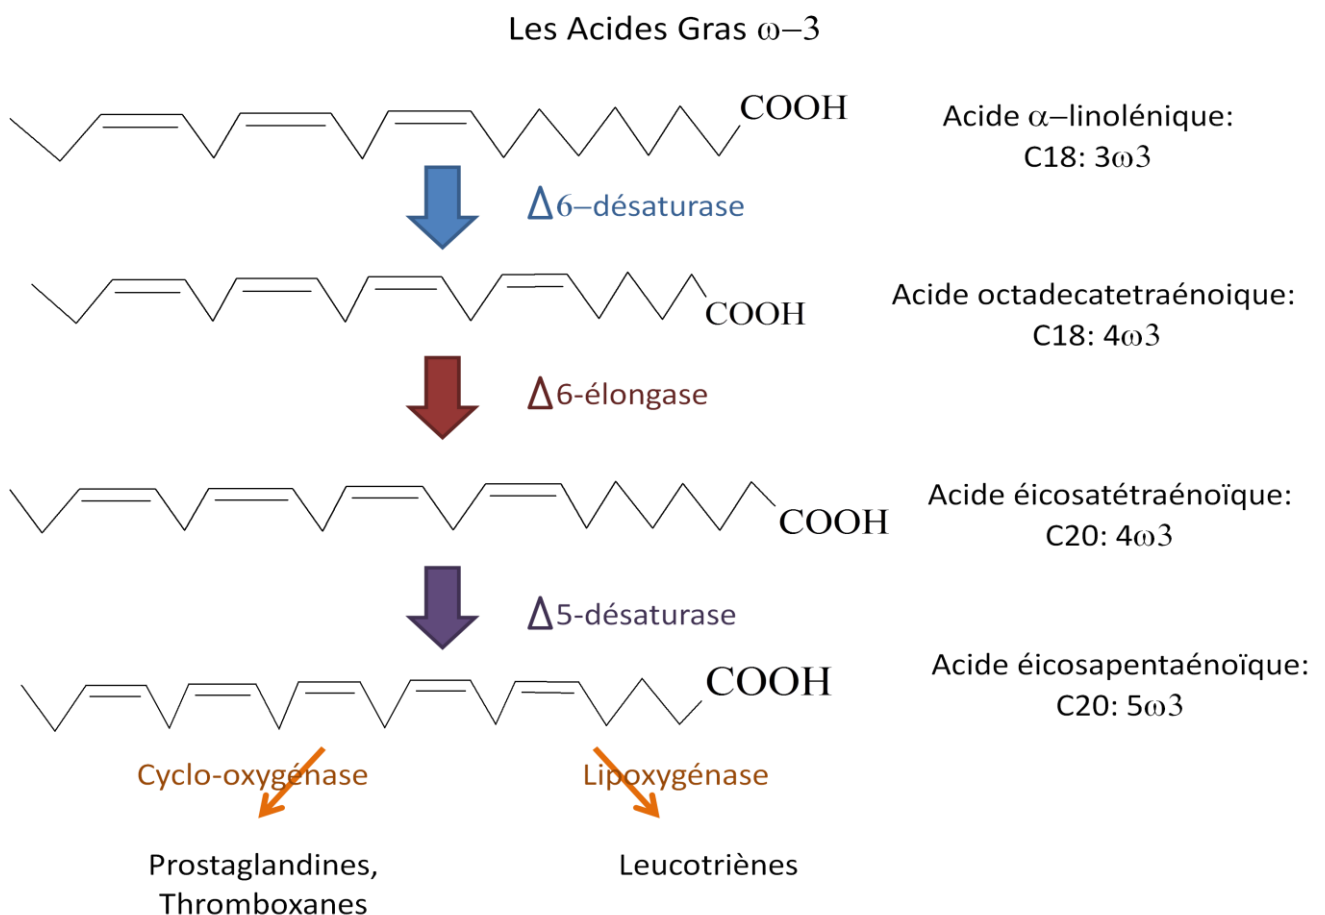 Les Acides Gras ω–3
COOH
Acide α–linolénique:
C18: 3ω3
Δ6–désaturase
COOH
Acide octadecatetraénoique:
C18: 4ω3
Δ6-élongase
COOH
Acide éicosatétraénoïque:
C20: 4ω3
Δ5-désaturase
COOH
Acide éicosapentaénoïque:
C20: 5ω3
Cyclo-oxygénase
Lipoxygénase
Prostaglandines,
Thromboxanes
Leucotriènes